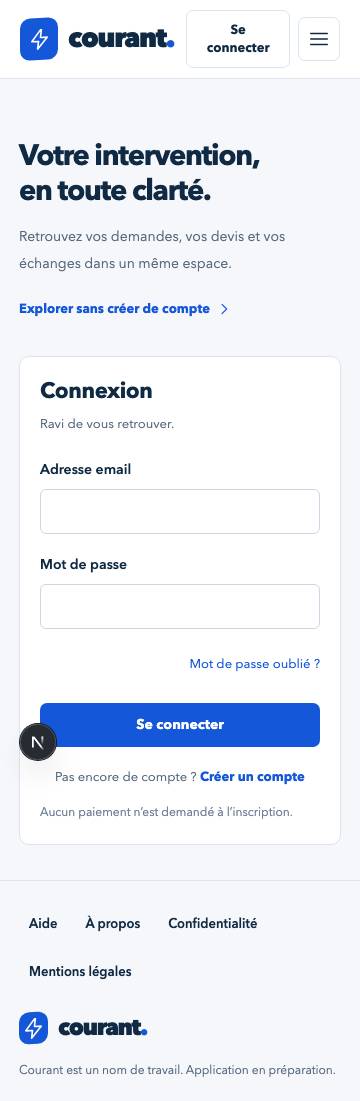 courant.
Se
connecter
Votre intervention,
en toute clarté.
Retrouvez vos demandes, vos devis et vos
échanges dans un même espace.
Explorer sans créer de compte
Connexion
Ravi de vous retrouver.
Adresse email
Mot de passe
Mot de passe oublié ?
Se connecter
N
Pas encore de compte ? Créer un compte
Aucun paiement n’est demandé à l’inscription.
Aide À propos Confidentialité
Mentions légales
courant.
Courant est un nom de travail. Application en préparation.